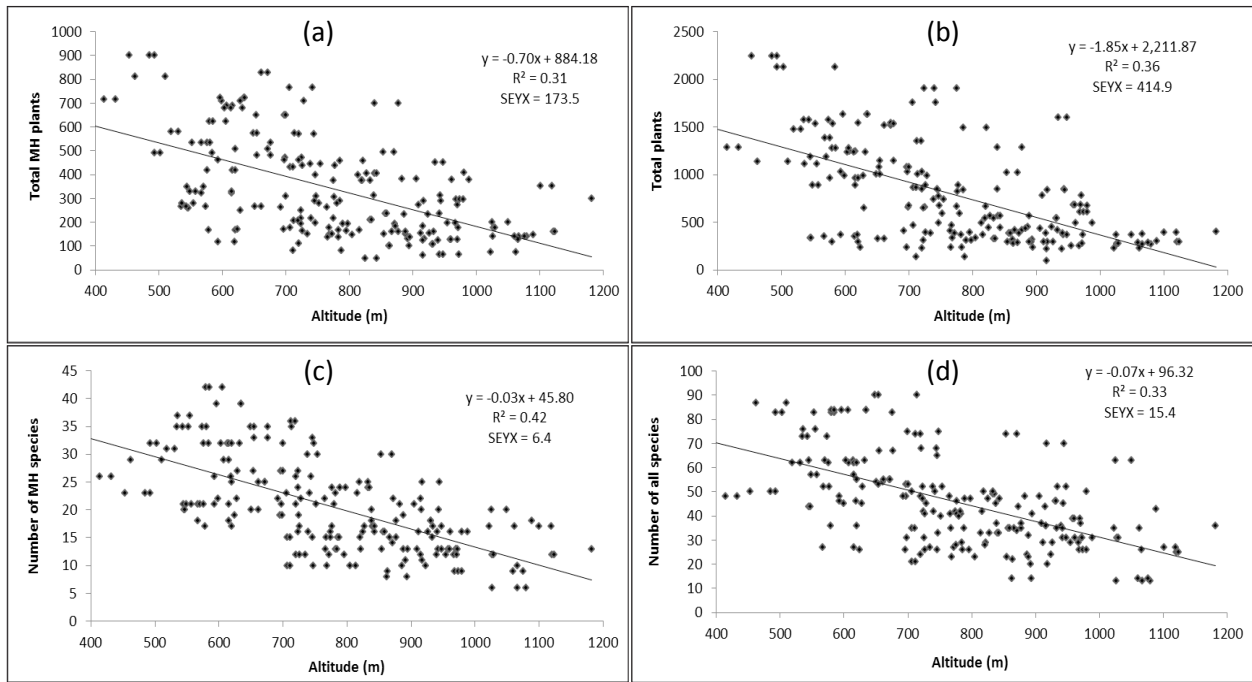 (a)
y = -0.70x + 884.18
R² = 0.31
SEYX = 173.5
Total MH plants
1000
900
800
700
600
500
400
300
200
100
0
400 500 600 700 800 900 1000 1100 1200
Altitude (m)
(b)
y = -1.85x + 2,211.87
R² = 0.36
SEYX = 414.9
Total plants
2500
2000
1500
1000
500
0
400 500 600 700 800 900 1000 1100 1200
Altitude (m)
(c)
y = -0.03x + 45.80
R² = 0.42
SEYX = 6.4
Number of MH species
45
40
35
30
25
20
15
10
5
0
400 500 600 700 800 900 1000 1100 1200
Altitude (m)
(d)
y = -0.07x + 96.32
R² = 0.33
SEYX = 15.4
Number of all species
100
90
80
70
60
50
40
30
20
10
0
400 500 600 700 800 900 1000 1100 1200
Altitude (m)